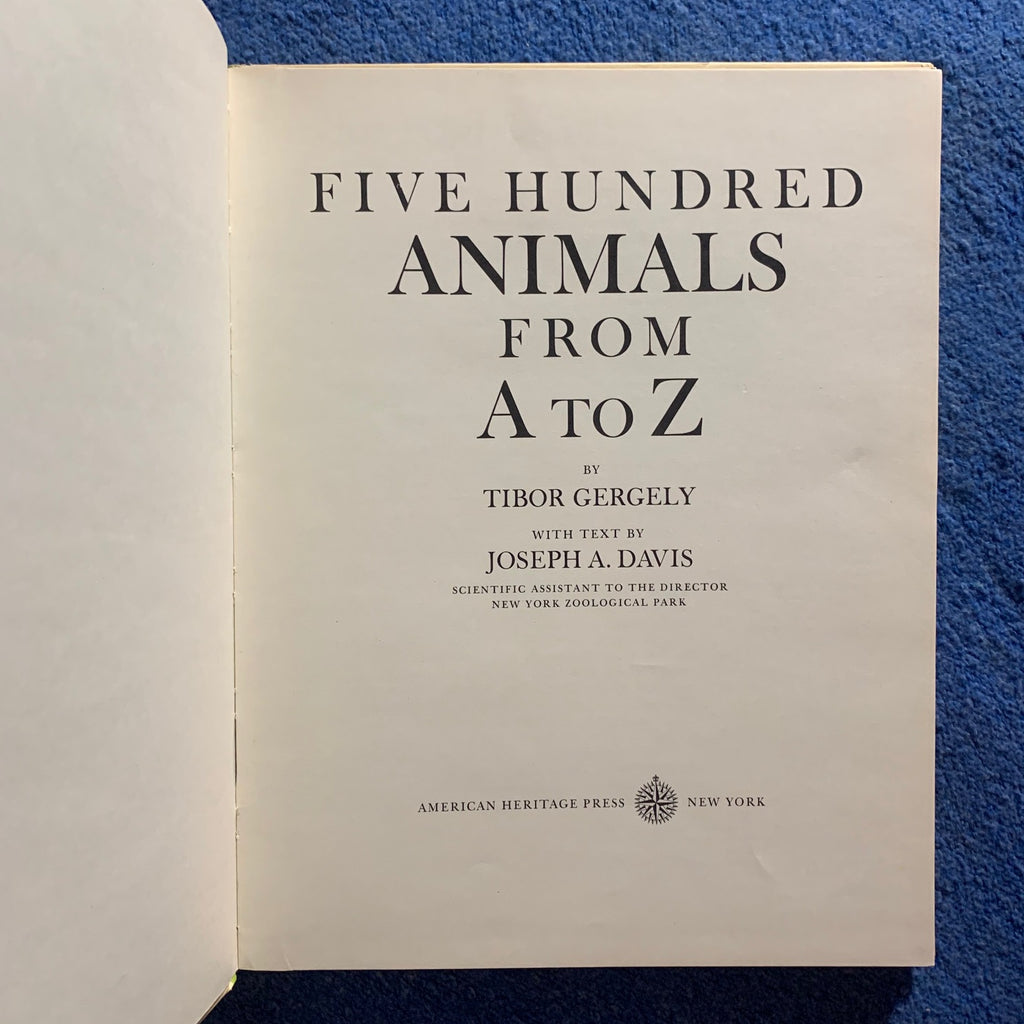 FIVE HUNDRED
ANIMALS
FROM
A TO Z
BY
TIBOR GERGELY
WITH TEXT BY
JOSEPH A. DAVIS
SCIENTIFIC ASSISTANT TO THE DIRECTOR
NEW YORK ZOOLOGICAL PARK
AMERICAN HERITAGE PRESS NEW YORK